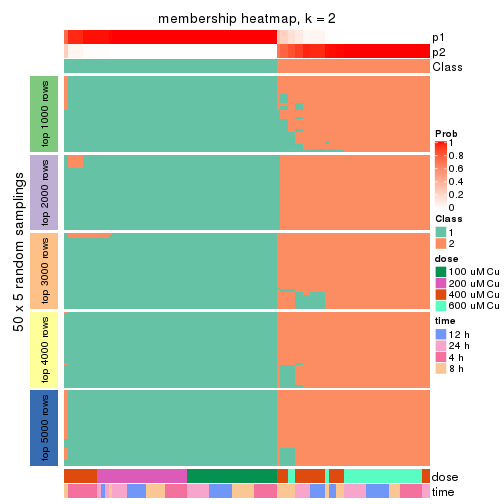 membership heatmap, k = 2
p1
p2
Class
50 x 5 random samplings
top 1000 rows
top 2000 rows
top 3000 rows
top 4000 rows
top 5000 rows
Prob
1
0.8
0.6
0.4
0.2
0
Class
1
2
dose
100 uMCu
200 uMCu
400 uMCu
600 uMCu
time
12 h
24 h
4 h
8 h
dose
time